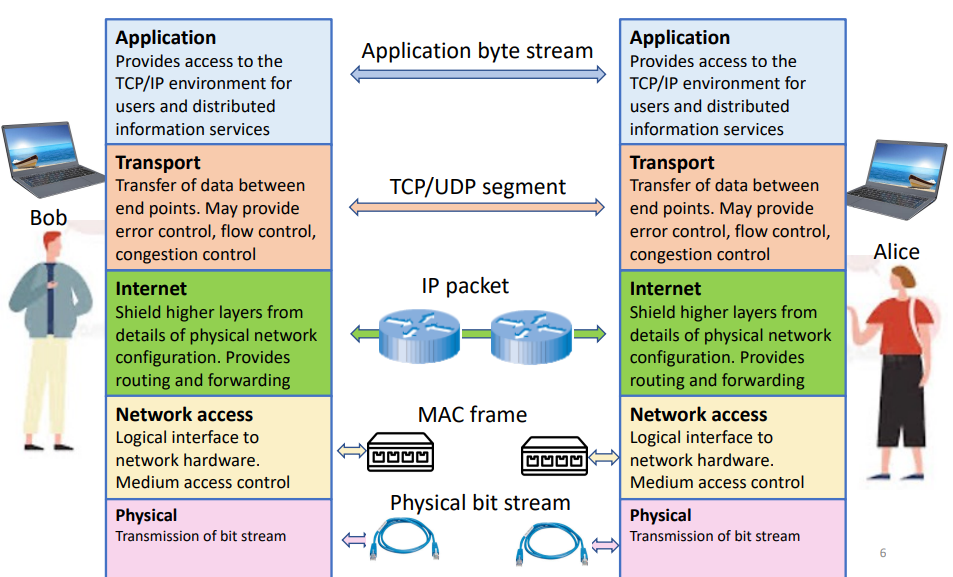 Application
Provides access to the
TCP/IP environment for
users and distributed
information services
Transport
Transfer of data between
end points. May provide
error control, flow control,
congestion control
Internet
Shield higher layers from
details of physical network
configuration. Provides
routing and forwarding
Network access
Logical interface to
network hardware.
Medium access control
Physical
Transmission of bit stream
Bob
Application byte stream
TCP/UDP segment
IP packet
MAC frame
Physical bit stream
Application
Provides access to the
TCP/IP environment for
users and distributed
information services
Transport
Transfer of data between
end points. May provide
error control, flow control,
congestion control
Internet
Shield higher layers from
details of physical network
configuration. Provides
routing and forwarding
Network access
Logical interface to
network hardware.
Medium access control
Physical
Transmission of bit stream
Alice
6